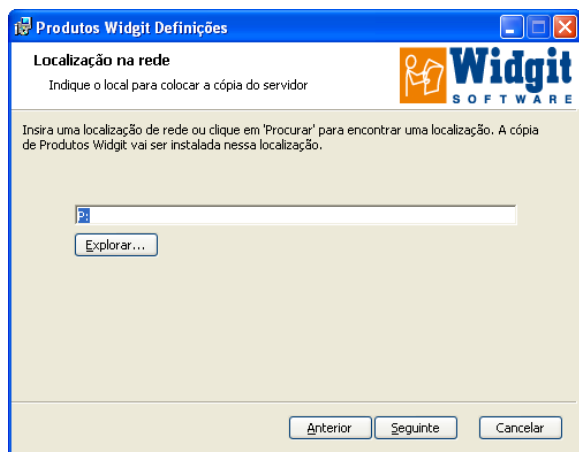 Produtos Widgit Definições
Localização na rede
Indique o local para colocar a cópia do servidor
Widgit
SOFTWARE
Insira uma localização de rede ou clique em 'Procurar' para encontrar uma localização. A cópia
de Produtos Widgit vai ser instalada nessa localização.
P:
Explorar...
Anterior
Seguinte
Cancelar